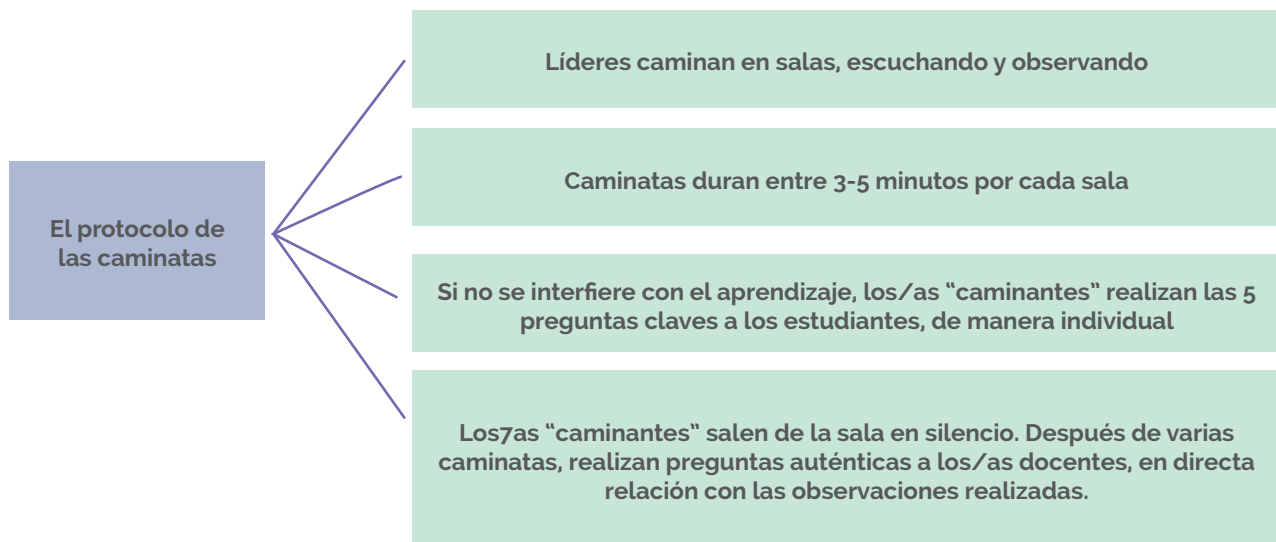 El protocolo de
las caminatas
Líderes caminan en salas, escuchando y observando
Caminatas duran entre 3-5 minutos por cada sala
Si no se interfiere con el aprendizaje, los/as “caminantes” realizan las 5
preguntas claves a los estudiantes, de manera individual
Los7as “caminantes” salen de la sala en silencio. Después de varias
caminatas, realizan preguntas auténticas a los/as docentes, en directa
relación con las observaciones realizadas.